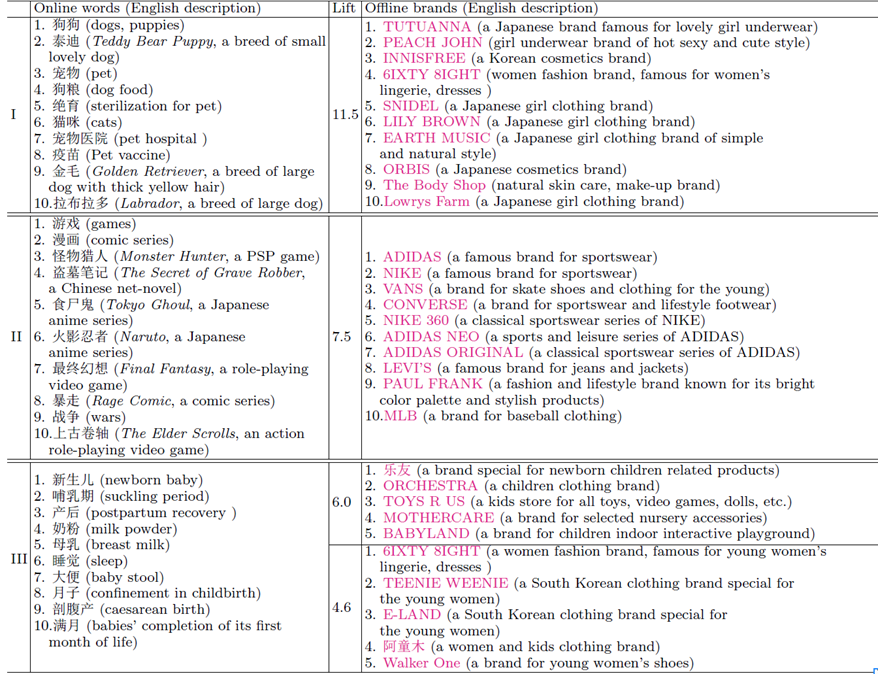 Online words (English description) Lift Offline brands (English description)
I
1. 狗狗 (dogs, puppies)
2. 泰迪 (Teddy Bear Puppy, a breed of small
lovely dog)
3. 宠物 (pet)
4. 狗粮 (dog food)
5. 绝育 (sterilization for pet)
6. 猫咪 (cats)
7. 宠物医院 (pet hospital )
8. 疫苗 (Pet vaccine)
9. 金毛 (Golden Retriever, a breed of large
dog with thick yellow hair)
10.拉布拉多 (Labrador, a breed of large dog)
11.5
1. TUTUANNA (a Japanese brand famous for lovely girl underwear)
2. PEACH JOHN (girl underwear brand of hot sexy and cute style)
3. INNISFREE (a Korean cosmetics brand)
4. 6IXTY 8IGHT (women fashion brand, famous for women's
lingerie, dresses )
5. SNIDEL (a Japanese girl clothing brand)
6. LILY BROWN (a Japanese girl clothing brand)
7. EARTH MUSIC (a Japanese girl clothing brand of simple
and natural style)
8. ORBIS (a Japanese cosmetics brand)
9. The Body Shop (natural skin care, make-up brand)
10.Lowrys Farm (a Japanese girl clothing brand)
II
1. 游戏 (games)
2. 漫画 (comic series)
3. 怪物猎人 (Monster Hunter, a PSP game)
4. 盗墓笔记 (The Secret of Grave Robber,
a Chinese net-novel)
5. 食尸鬼 (Tokyo Ghoul, a Japanese
anime series)
6. 火影忍者 (Naruto, a Japanese
anime series)
7. 最终幻想 (Final Fantasy, a role-playing
video game)
8. 暴走 (Rage Comic, a comic series)
9. 战争 (wars)
10.上古卷轴 (The Elder Scrolls, an action
role-playing video game)
7.5
1. ADIDAS (a famous brand for sportswear)
2. NIKE (a famous brand for sportswear)
3. VANS (a brand for skate shoes and clothing for the young)
4. CONVERSE (a brand for sportswear and lifestyle footwear)
5. NIKE 360 (a classical sportswear series of NIKE)
6. ADIDAS NEO (a sports and leisure series of ADIDAS)
7. ADIDAS ORIGINAL (a classical sportswear series of ADIDAS)
8. LEVI'S (a famous brand for jeans and jackets)
9. PAUL FRANK (a fashion and lifestyle brand known for its bright
color palette and stylish products)
10.MLB (a brand for baseball clothing)
III
1. 新生儿 (newborn baby)
2. 哺乳期 (suckling period)
3. 产后 (postpartum recovery )
4. 奶粉 (milk powder)
5. 母乳 (breast milk)
6. 睡觉 (sleep)
7. 大便 (baby stool)
8. 月子 (confinement in childbirth)
9. 剖腹产 (caesarean birth)
10.满月 (babies' completion of its first
month of life)
6.0
1. 乐友 (a brand special for newborn children related products)
2. ORCHESTRA (a children clothing brand)
3. TOYS R US (a kids store for all toys, video games, dolls, etc.)
4. MOTHERCARE (a brand for selected nursery accessories)
5. BABYLAND (a brand for children indoor interactive playground)
4.6
1. 6IXTY 8IGHT (a women fashion brand, famous for young women's
lingerie, dresses )
2. TEENIE WEENIE (a South Korean clothing brand special for
the young women)
3. E-LAND (a South Korean clothing brand special for
the young women)
4. 阿童木 (a women and kids clothing brand)
5. Walker One (a brand for young women's shoes)